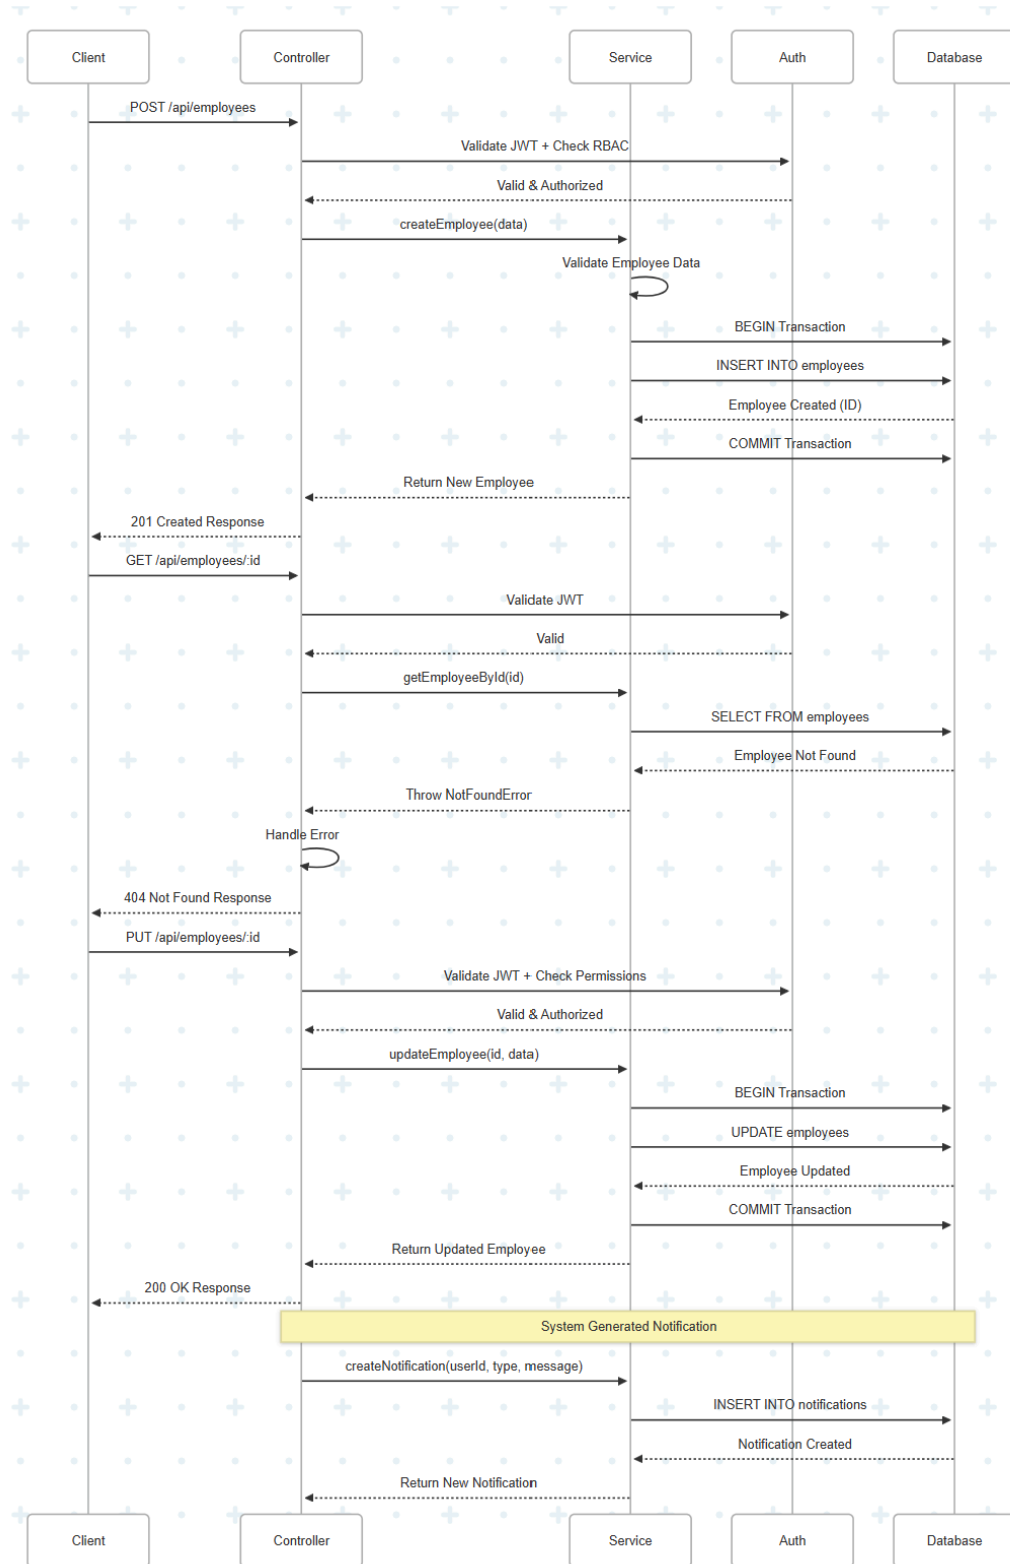 Client
Controller
Service
Auth
Database
POST /api/employees
Validate JWT + Check RBAC
Valid & Authorized
createEmployee(data)
Validate Employee Data
BEGIN Transaction
INSERT INTO employees
Employee Created (ID)
COMMIT Transaction
Return New Employee
201 Created Response
GET /api/employees/:id
Validate JWT
Valid
getEmployeeById(id)
SELECT FROM employees
Employee Not Found
Throw NotFoundError
Handle Error
404 Not Found Response
PUT /api/employees/:id
Validate JWT + Check Permissions
Valid & Authorized
updateEmployee(id, data)
BEGIN Transaction
UPDATE employees
Employee Updated
COMMIT Transaction
Return Updated Employee
200 OK Response
System Generated Notification
createNotification(userId, type, message)
INSERT INTO notifications
Notification Created
Return New Notification
Client
Controller
Service
Auth
Database